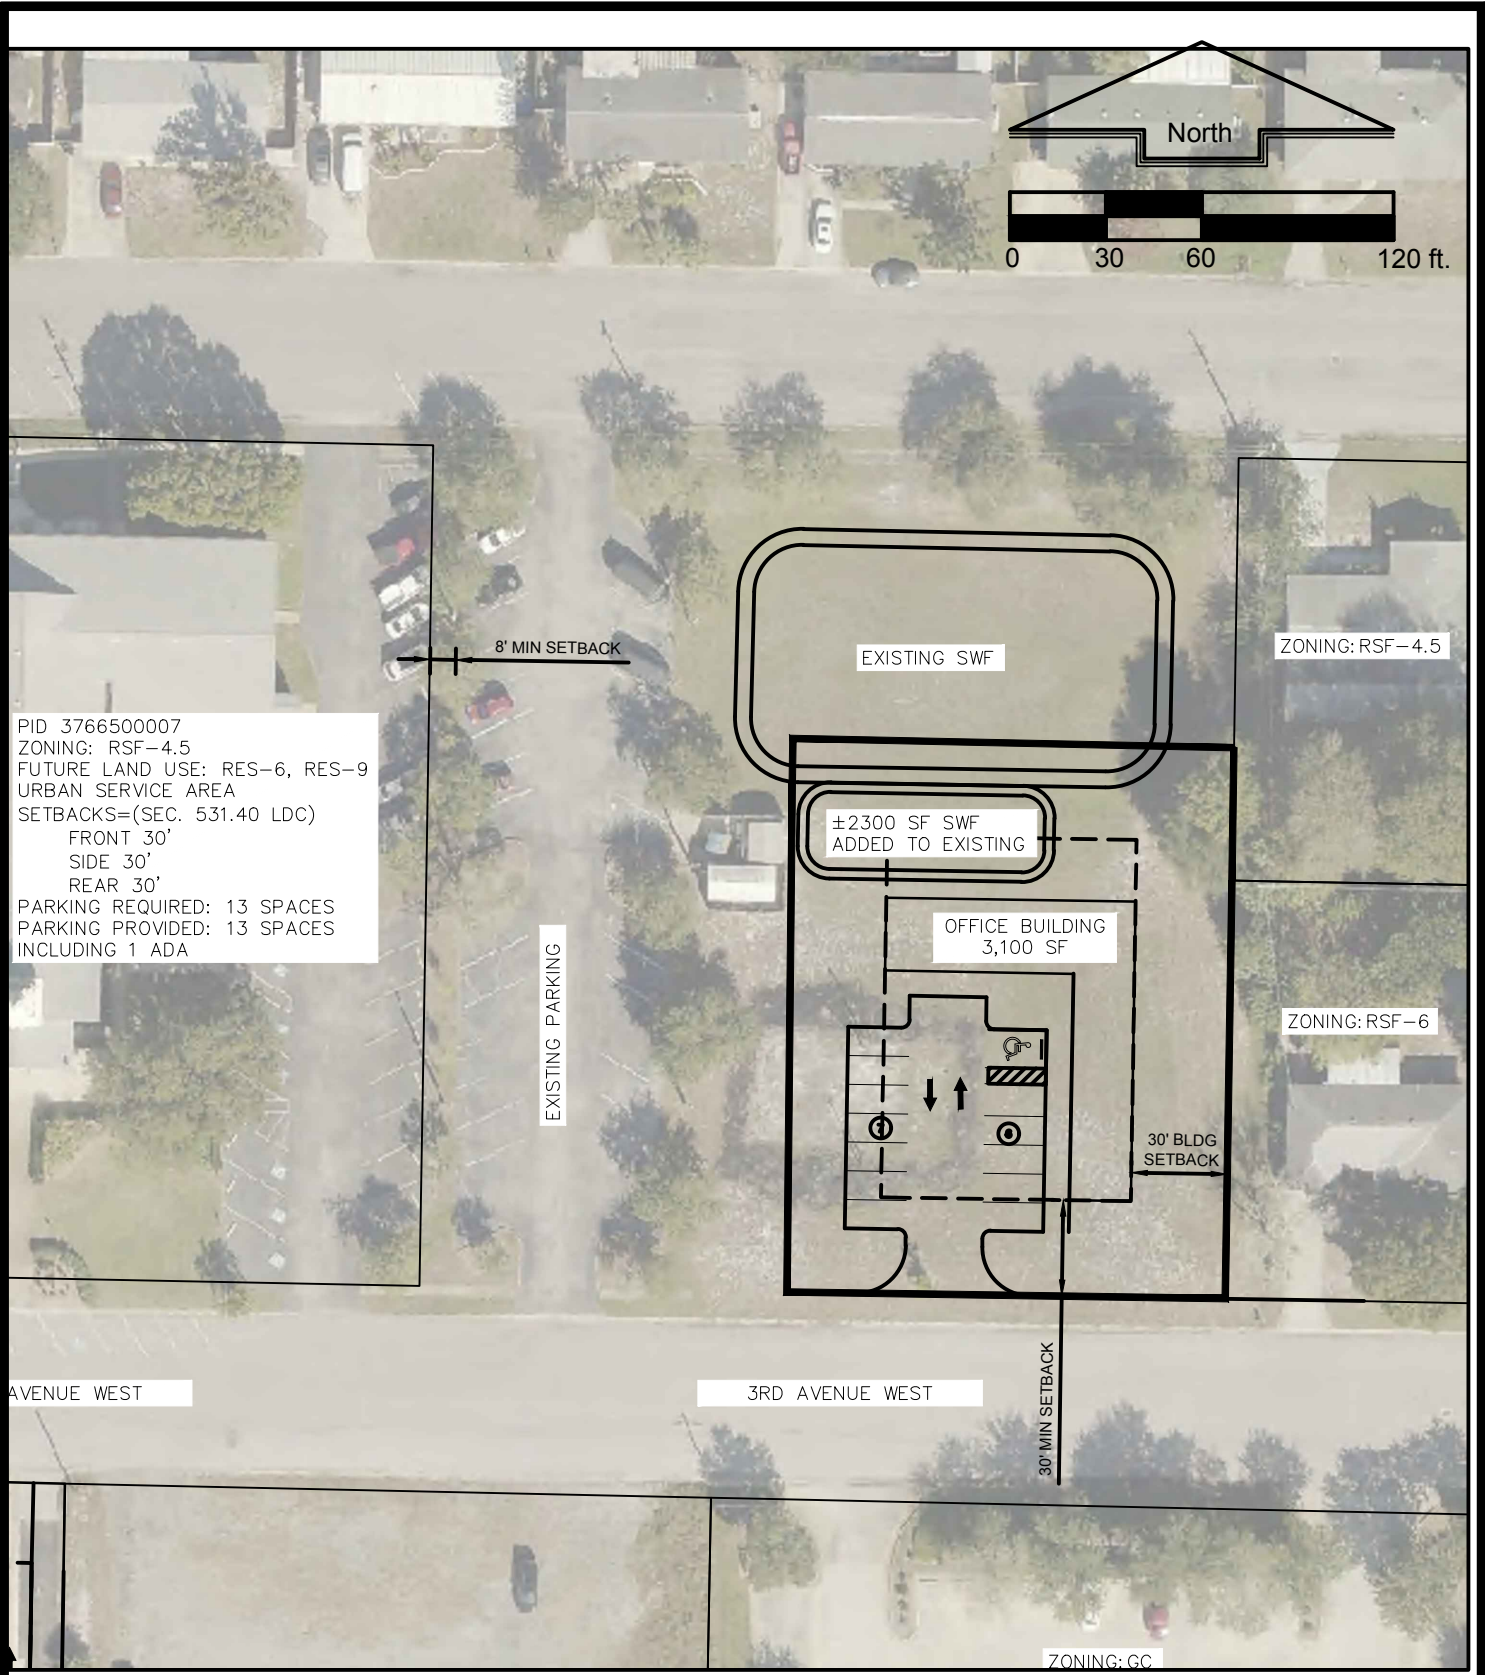 North
0 30 60 120 ft.
8' MIN SETBACK
EXISTING SWF
ZONING: RSF-4.5
PID 3766500007
ZONING: RSF-4.5
FUTURE LAND USE: RES-6, RES-9
URBAN SERVICE AREA
SETBACKS=(SEC. 531.40 LDC)
FRONT 30'
SIDE 30'
REAR 30'
PARKING REQUIRED: 13 SPACES
PARKING PROVIDED: 13 SPACES
INCLUDING 1 ADA
±2300 SF SWF
ADDED TO EXISTING
OFFICE BUILDING
3,100 SF
EXISTING PARKING
ZONING: RSF-6
30' BLDG
SETBACK
30' MIN SETBACK
AVENUE WEST
3RD AVENUE WEST
ZONING: GC